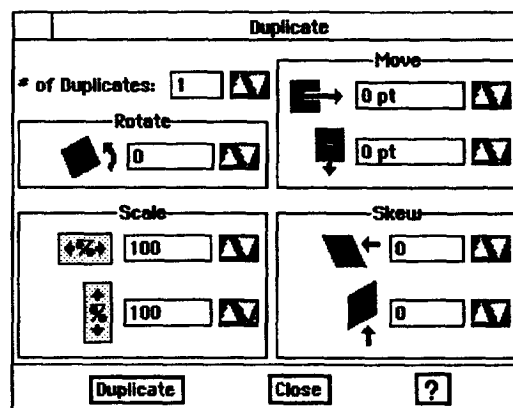 Duplicate
# of Duplicates: 1
Move
0 pt
0 pt
Rotate
0
Scale
%
100
%
100
Skew
0
0
Duplicate
Close
?